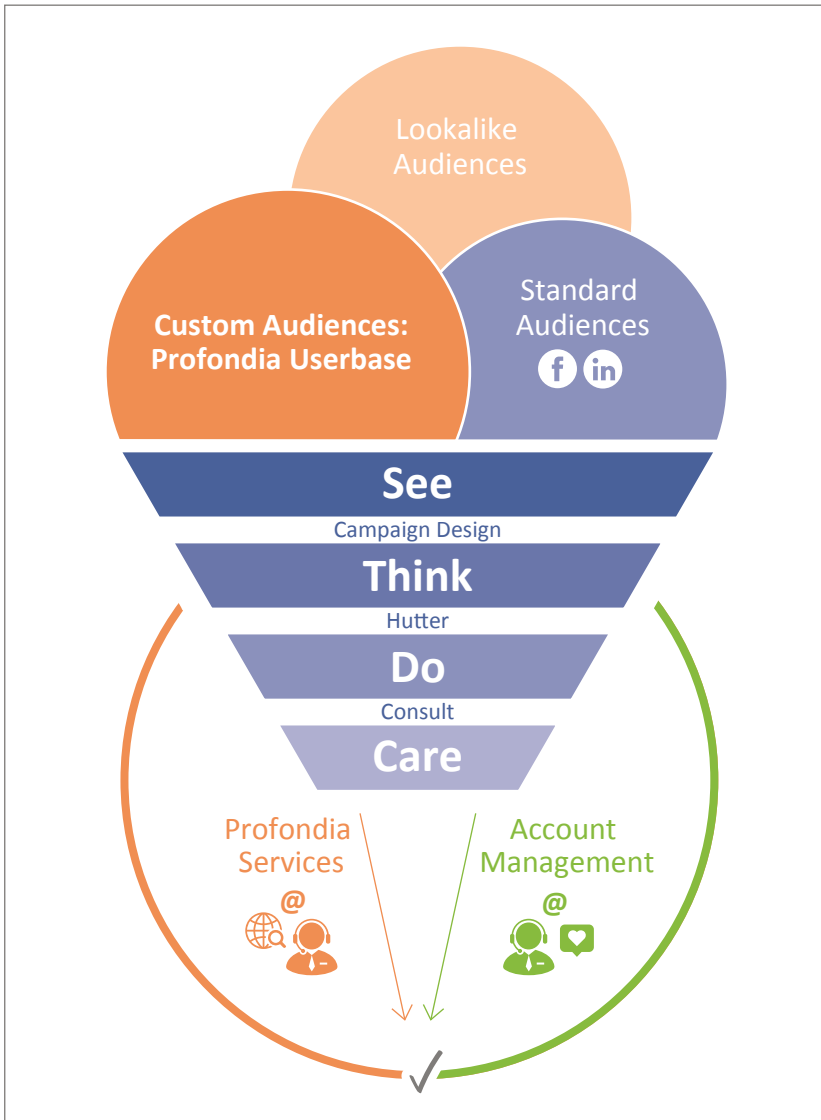 Lookalike
Audiences
Custom Audiences:
Profondia Userbase
Standard
Audiences
f in
See
Campaign Design
Think
Hutter
Do
Consult
Care
Profondia
Services
@
Account
Management
@